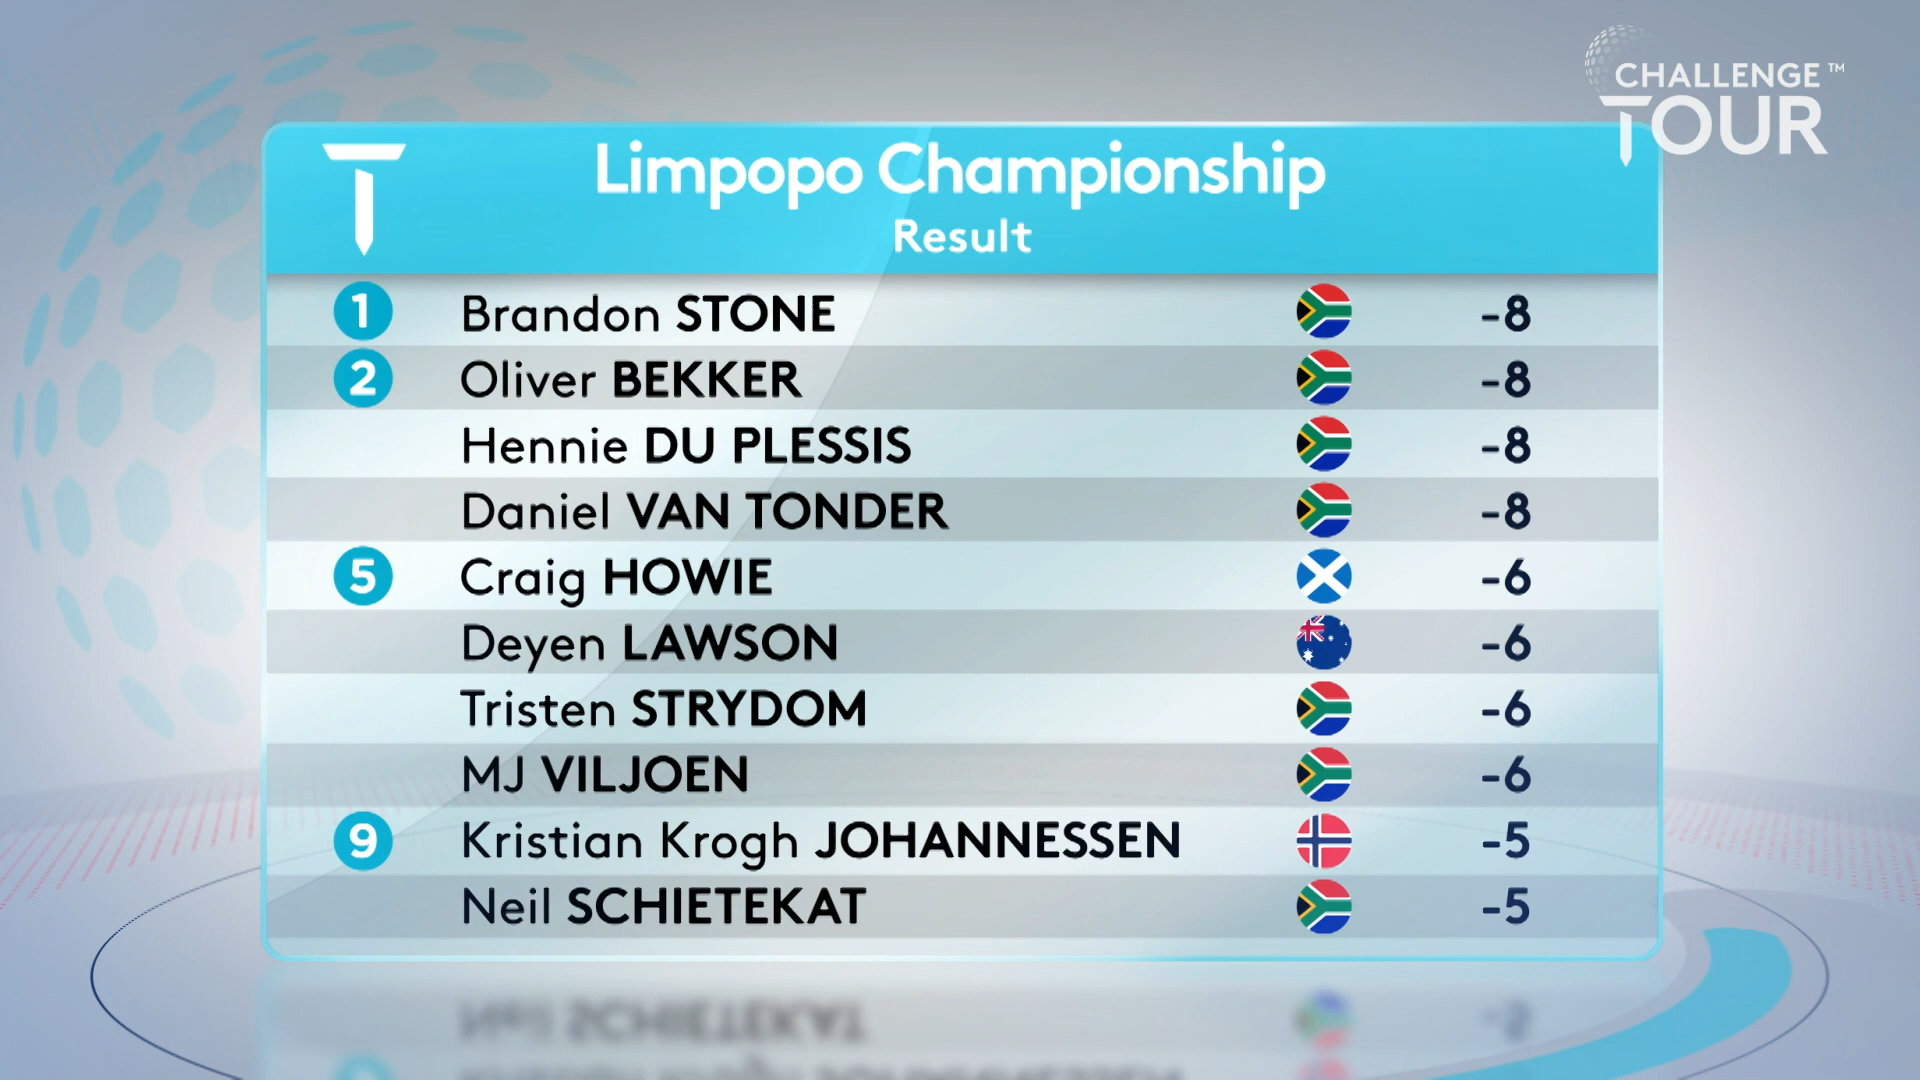 CHALLENGE™
TOUR
Limpopo Championship
Result
1 Brandon STONE -8
2 Oliver BEKKER -8
Hennie DU PLESSIS -8
Daniel VAN TONDER -8
5 Craig HOWIE -6
Deyen LAWSON -6
Tristen STRYDOM -6
MJ VILJOEN -6
9 Kristian Krogh JOHANNESSEN -5
Neil SCHIETEKAT -5